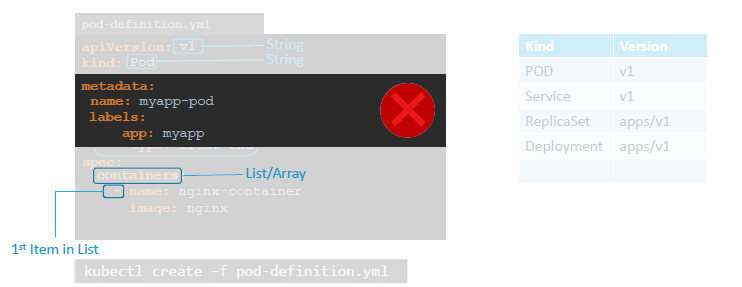 pod-definition.yml
apiVersion: v1
String
kind: Pod
String
metadata:
name: myapp-pod
labels:
app: myapp
spec:
containers
List/Array
- name: nginx-container
image: nginx
1st Item in List
kubectl create –f pod-definition.yml
Kind Version
POD v1
Service v1
ReplicaSet apps/v1
Deployment apps/v1